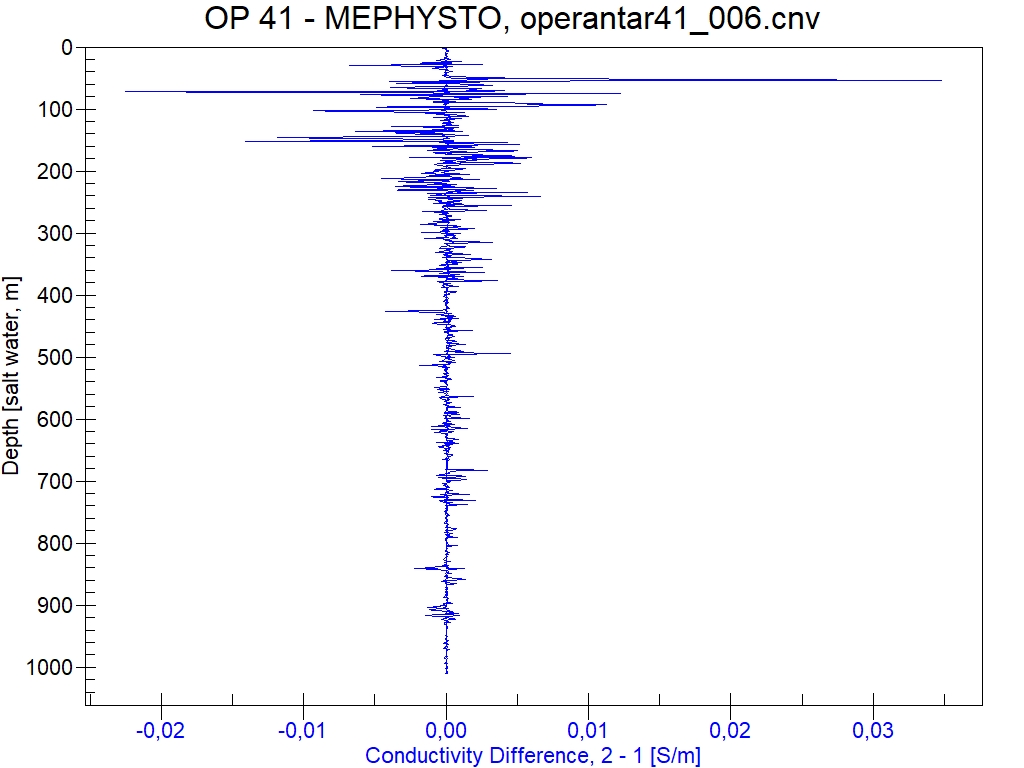 OP 41 - MEPHYSTO, operantar41_006.cnv
0
100
200
300
400
500
600
700
800
900
1000
Depth [salt water, m]
-0,02 -0,01 0,00 0,01 0,02 0,03
Conductivity Difference, 2 - 1 [S/m]